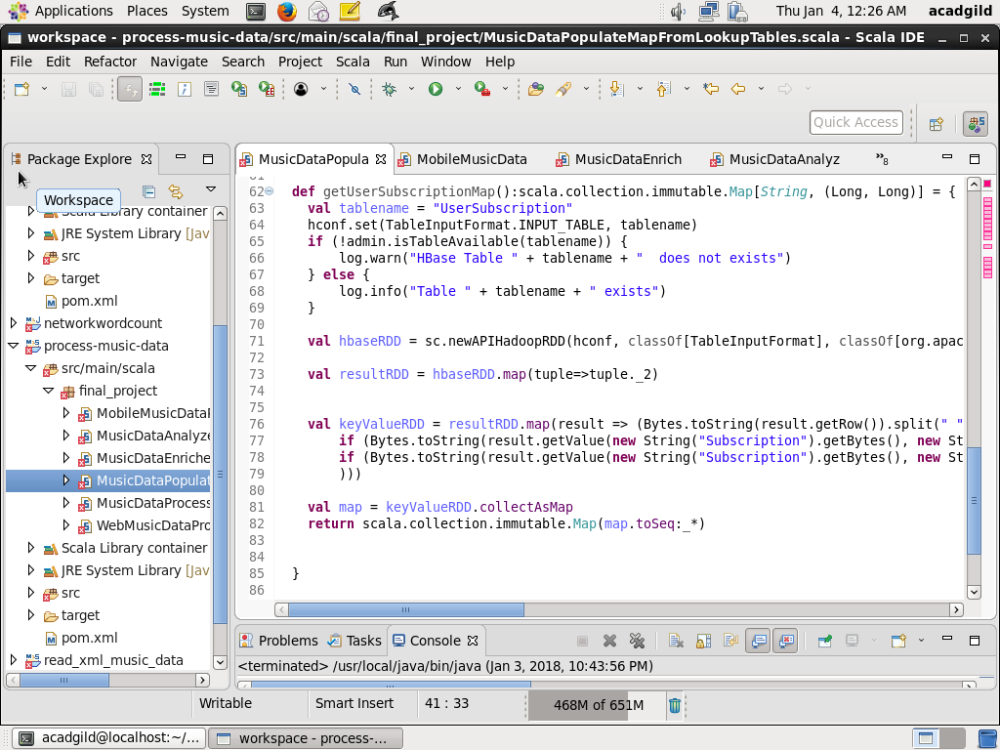 Applications Places System Thu Jan 4, 12:26 AM acadgild
workspace - process-music-data/src/main/scala/final_project/MusicDataPopulateMapFromLookupTables.scala - Scala IDE
File Edit Refactor Navigate Search Project Scala Run Window Help
Quick Access
Package Explore
Workspace
Scala Library container
JRE System Library [Jav
src
target
pom.xml
networkwordcount
process-music-data
src/main/scala
final_project
MobileMusicDataP
MusicDataAnalyze
MusicDataEnriche
MusicDataPopulat
MusicDataProcess
WebMusicDataPro
Scala Library container
JRE System Library [Jav
src
target
pom.xml
read_xml_music_data
MusicDataPopula MobileMusicData MusicDataEnrich MusicDataAnalyz »8
62 def getUserSubscriptionMap():scala.collection.immutable.Map[String, (Long, Long)] = {
63 val tablename = "UserSubscription"
64 hconf.set(TableInputFormat.INPUT_TABLE, tablename)
65 if (!admin.isTableAvailable(tablename)) {
66 log.warn("HBase Table " + tablename + "  does not exists")
67 } else {
68 log.info("Table " + tablename + " exists")
69 }
70
71 val hbaseRDD = sc.newAPIHadoopRDD(hconf, classOf[TableInputFormat], classOf[org.apac
72
73 val resultRDD = hbaseRDD.map(tuple=>tuple._2)
74
75
76 val keyValueRDD = resultRDD.map(result => (Bytes.toString(result.getRow()).split(" "
77 if (Bytes.toString(result.getValue(new String("Subscription").getBytes(), new St
78 if (Bytes.toString(result.getValue(new String("Subscription").getBytes(), new St
79 )))
80
81 val map = keyValueRDD.collectAsMap
82 return scala.collection.immutable.Map(map.toSeq:_*)
83
84
85 }
86
Problems Tasks Console
<terminated> /usr/local/java/bin/java (Jan 3, 2018, 10:43:56 PM)
Writable Smart Insert 41 : 33 468M of 651M
acadgild@localhost:~/... workspace - process-...